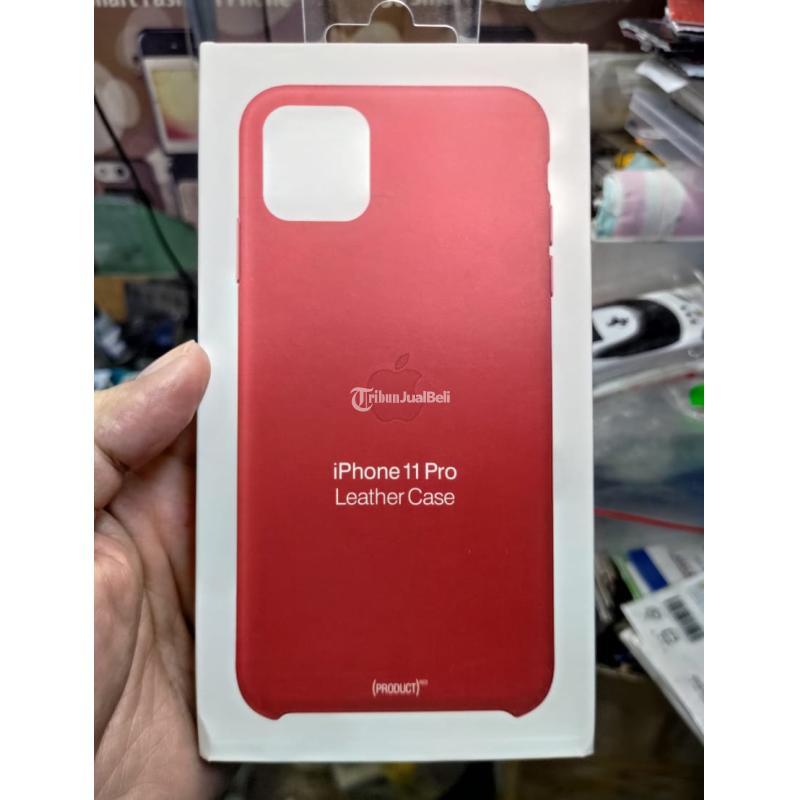 TribunJualBeli
iPhone 11 Pro
Leather Case
(PRODUCT)RED